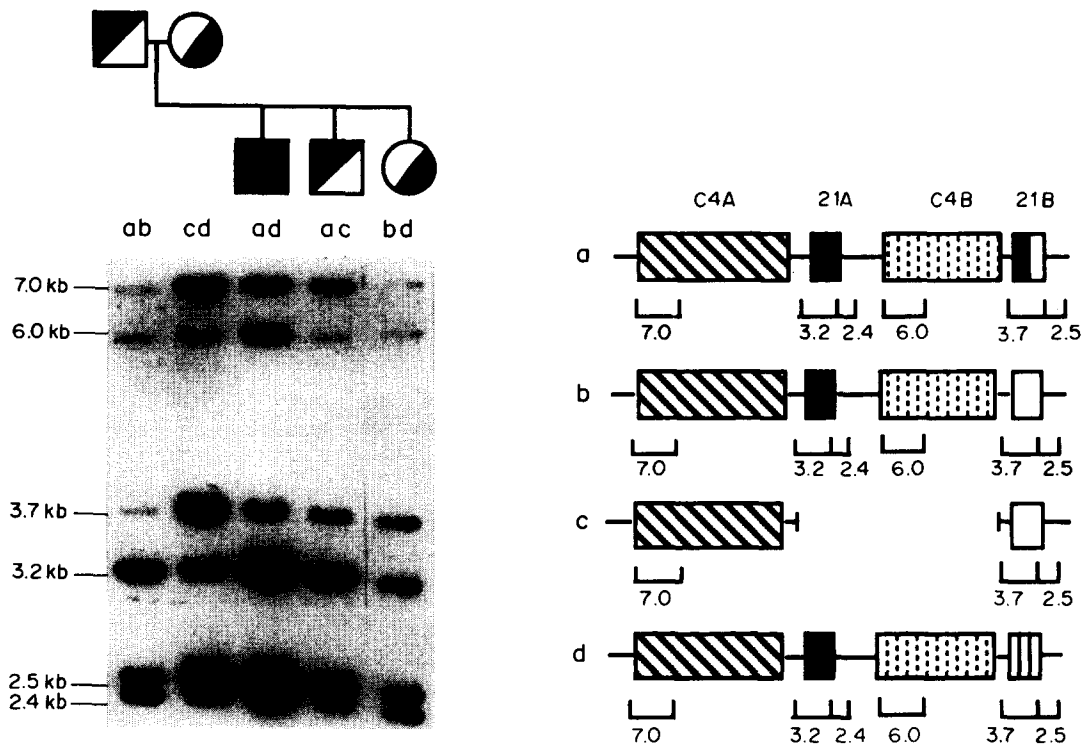 ab cd ad ac bd
7.0 kb
6.0 kb
3.7 kb
3.2 kb
2.5 kb
2.4 kb
C4A 21A C4B 21B
a
7.0 3.2 2.4 6.0 3.7 2.5
b
7.0 3.2 2.4 6.0 3.7 2.5
c
7.0 3.7 2.5
d
7.0 3.2 2.4 6.0 3.7 2.5